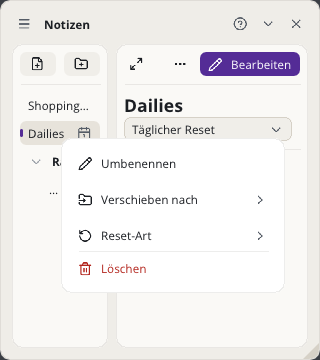 Notizen
Bearbeiten
Shopping...
Dailies
Dailies
Täglicher Reset
...
Umbenennen
Verschieben nach
Reset-Art
Löschen